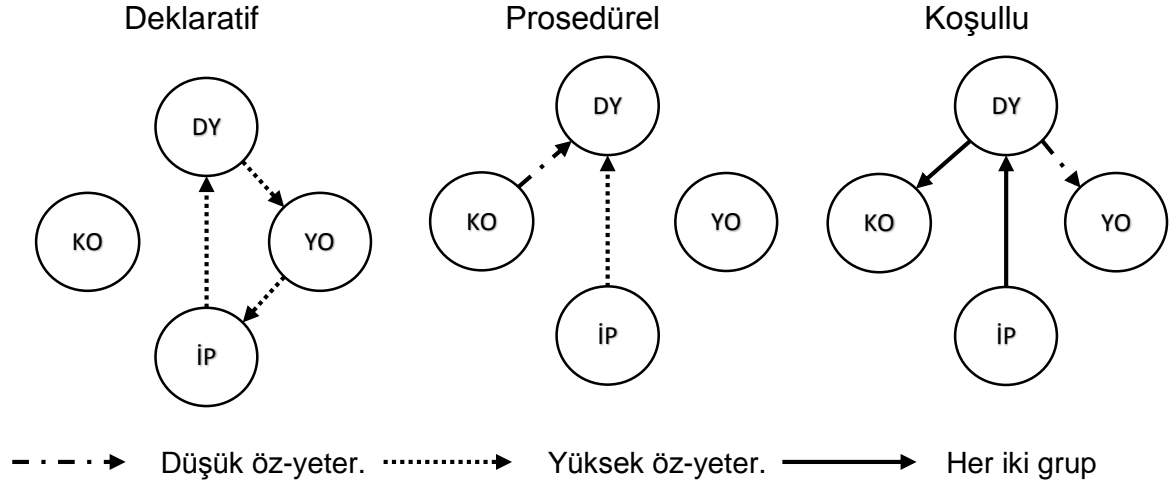 Deklaratif Prosedürel Koşullu
DY DY DY
KO YO KO YO KO YO
İP İP İP
Düşük öz-yeter. Yüksek öz-yeter. Her iki grup